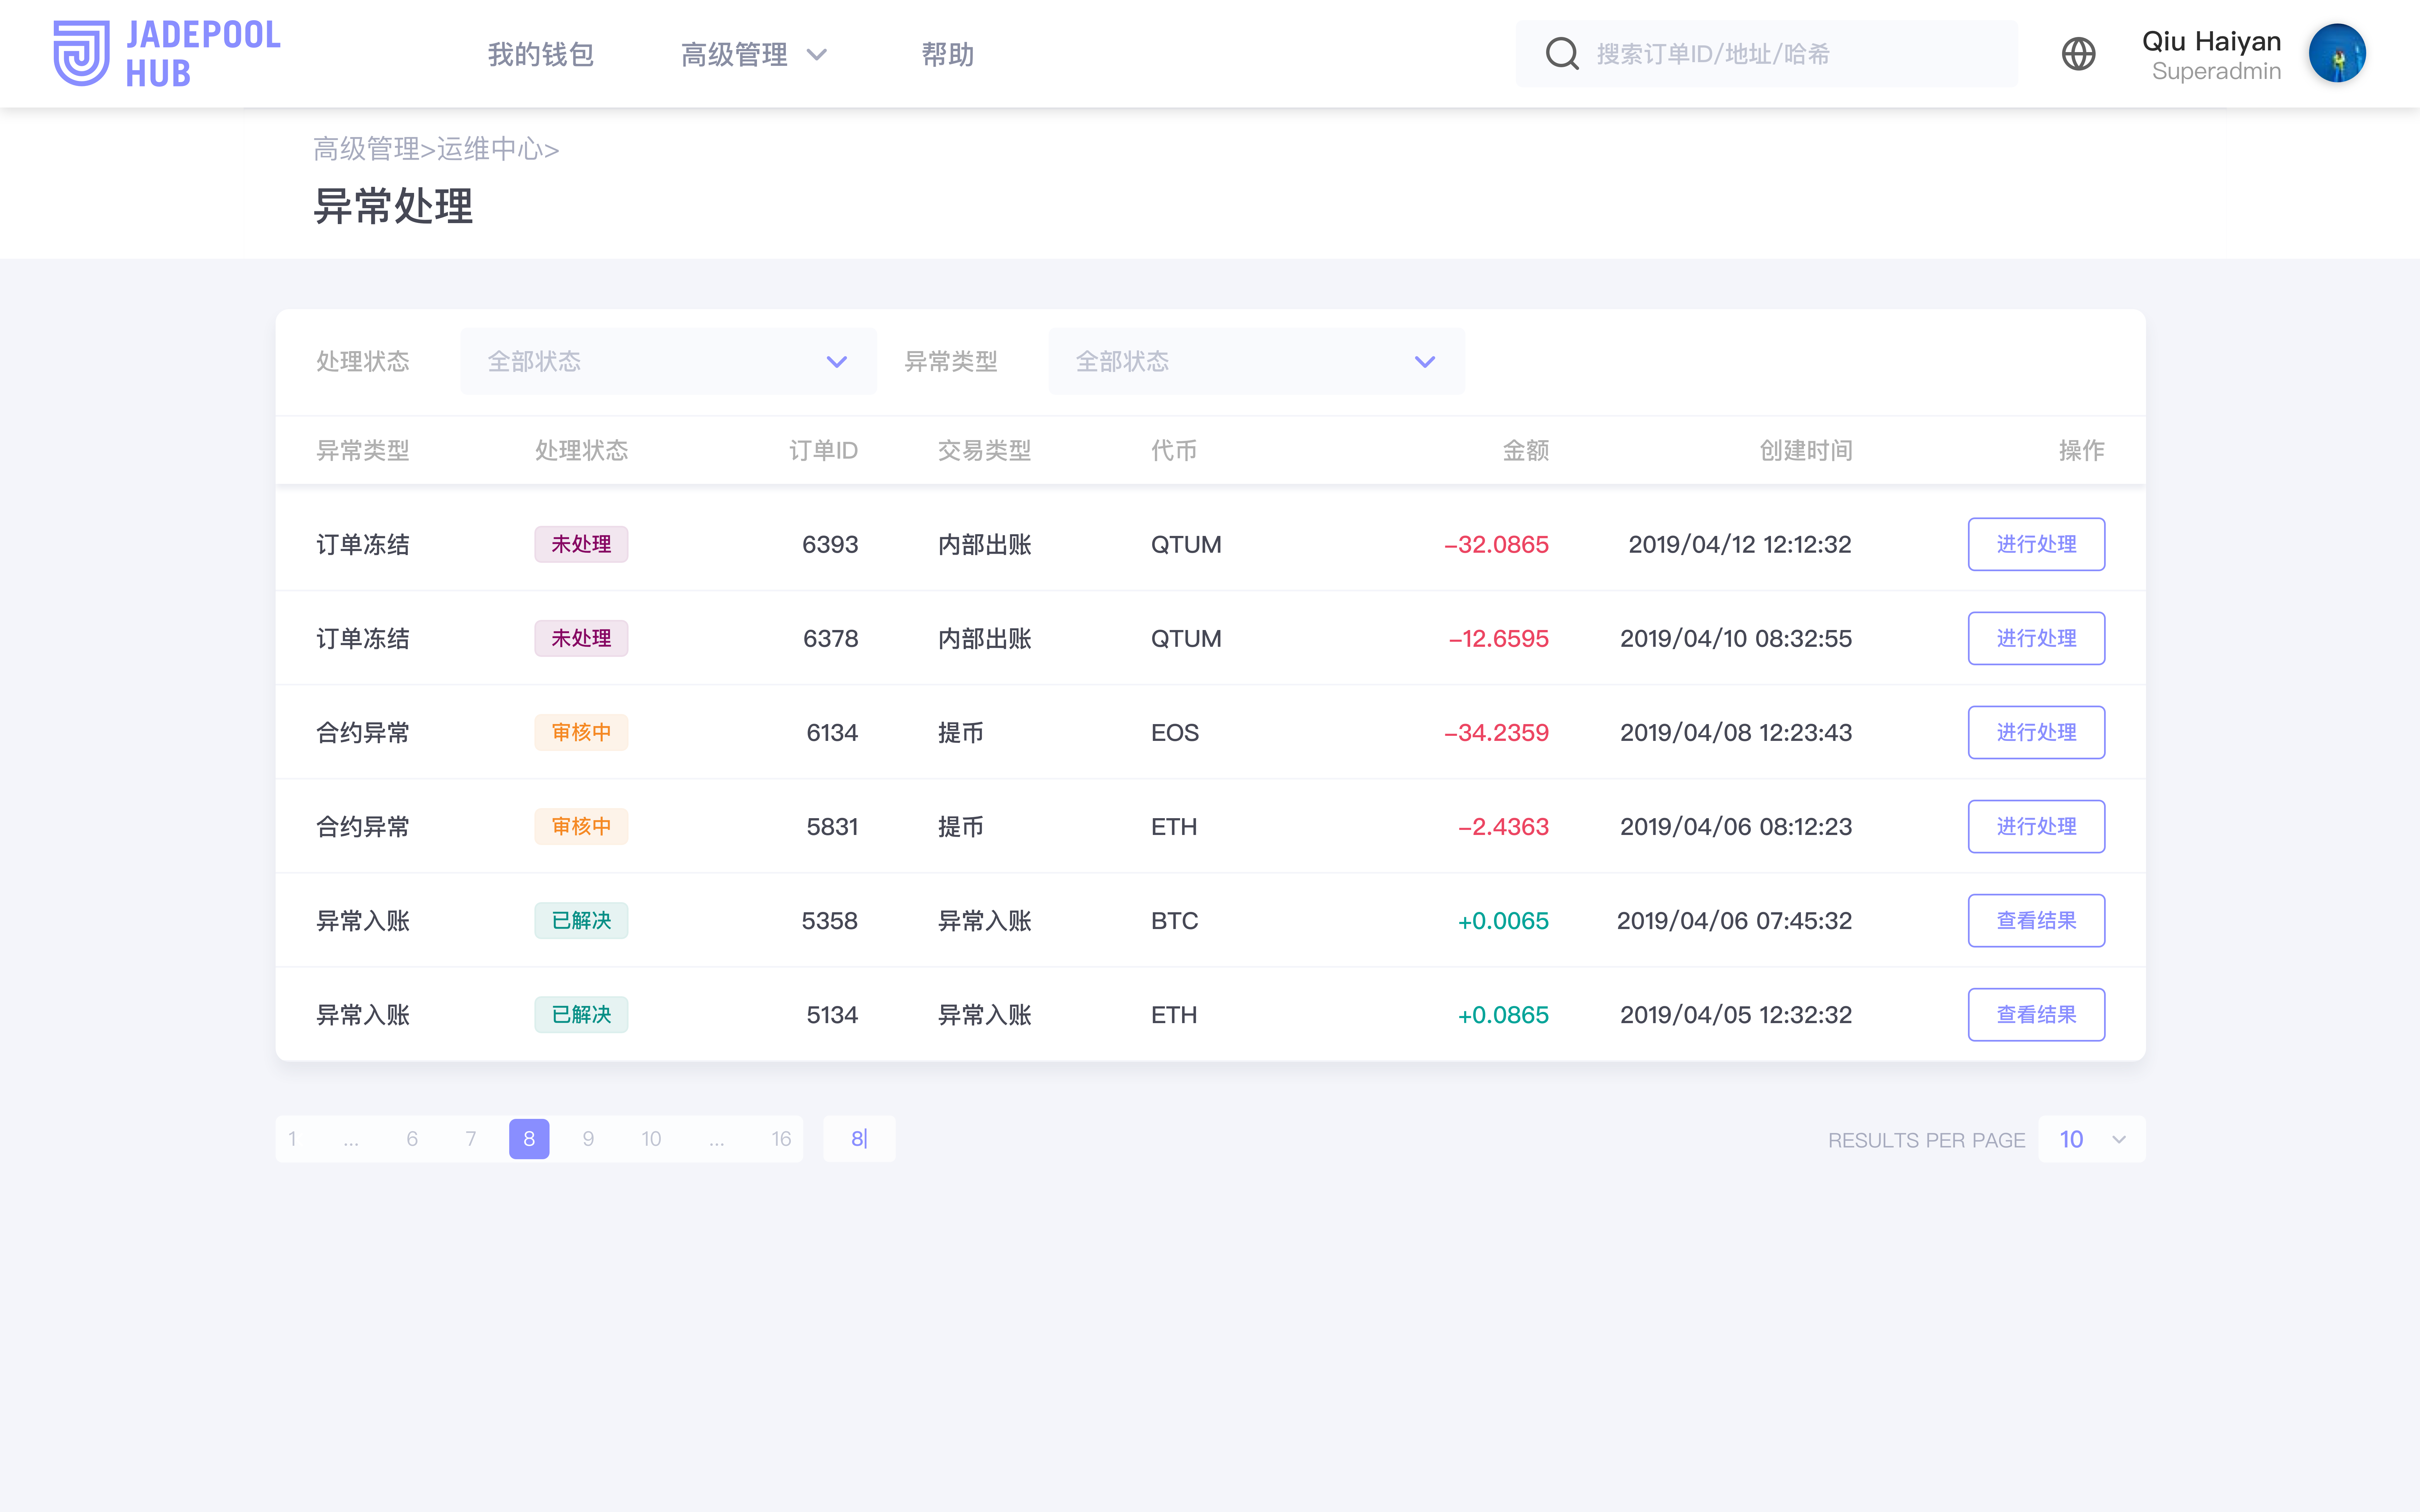 JADEPOOL
HUB
我的钱包 高级管理 帮助
搜索订单ID/地址/哈希
Qiu Haiyan
Superadmin
高级管理>运维中心>
异常处理
处理状态 全部状态 异常类型 全部状态
异常类型 处理状态 订单ID 交易类型 代币 金额 创建时间 操作
订单冻结 未处理 6393 内部出账 QTUM -32.0865 2019/04/12 12:12:32 进行处理
订单冻结 未处理 6378 内部出账 QTUM -12.6595 2019/04/10 08:32:55 进行处理
合约异常 审核中 6134 提币 EOS -34.2359 2019/04/08 12:23:43 进行处理
合约异常 审核中 5831 提币 ETH -2.4363 2019/04/06 08:12:23 进行处理
异常入账 已解决 5358 异常入账 BTC +0.0065 2019/04/06 07:45:32 查看结果
异常入账 已解决 5134 异常入账 ETH +0.0865 2019/04/05 12:32:32 查看结果
1 ... 6 7 8 9 10 ... 16 8 RESULTS PER PAGE 10